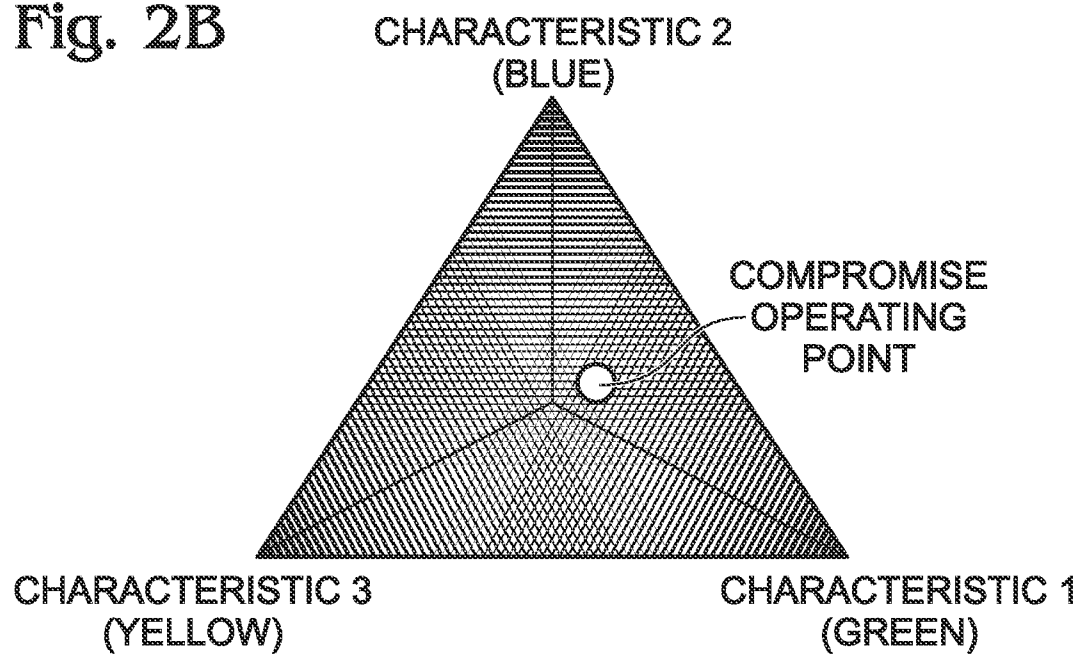 Fig. 2B
CHARACTERISTIC 2
(BLUE)
COMPROMISE
OPERATING
POINT
CHARACTERISTIC 3
(YELLOW)
CHARACTERISTIC 1
(GREEN)